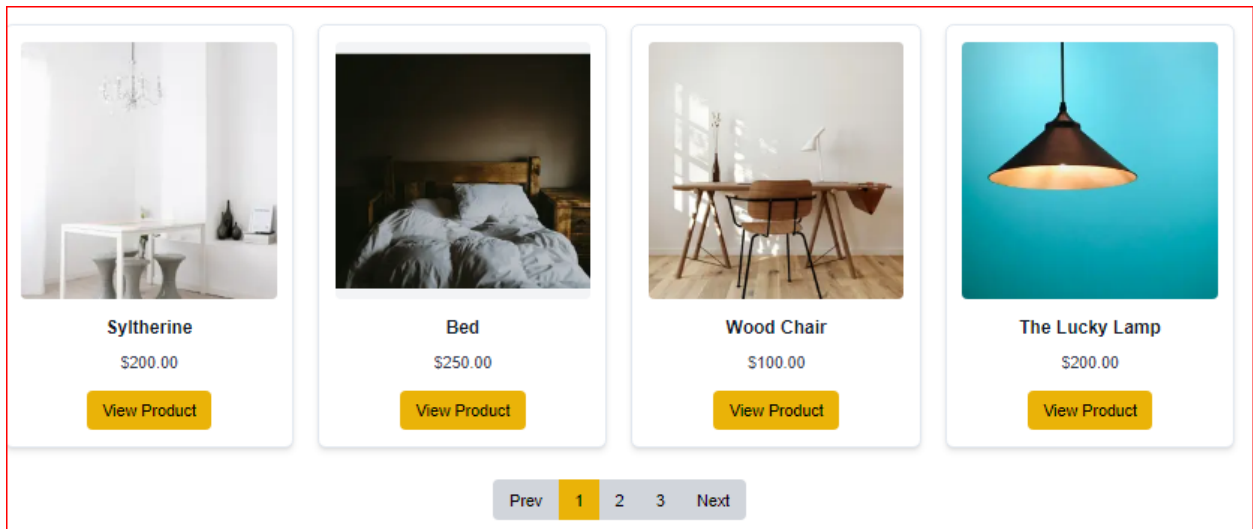 Syltherine
$200.00
View Product
Bed
$250.00
View Product
Wood Chair
$100.00
View Product
The Lucky Lamp
$200.00
View Product
Prev 1 2 3 Next